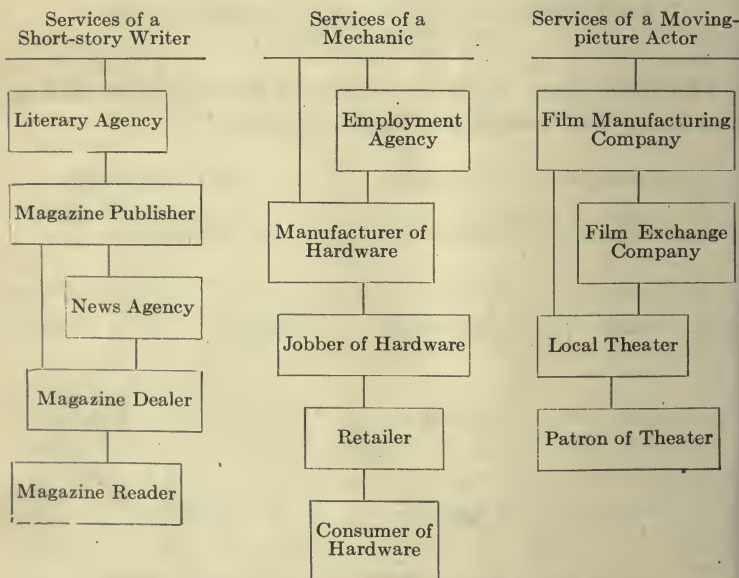 Services of a
Short-story Writer
Literary Agency
Magazine Publisher
News Agency
Magazine Dealer
Magazine Reader
Services of a
Mechanic
Employment
Agency
Manufacturer of
Hardware
Jobber of Hardware
Retailer
Consumer of
Hardware
Services of a Moving-
picture Actor
Film Manufacturing
Company
Film Exchange
Company
Local Theater
Patron of Theater